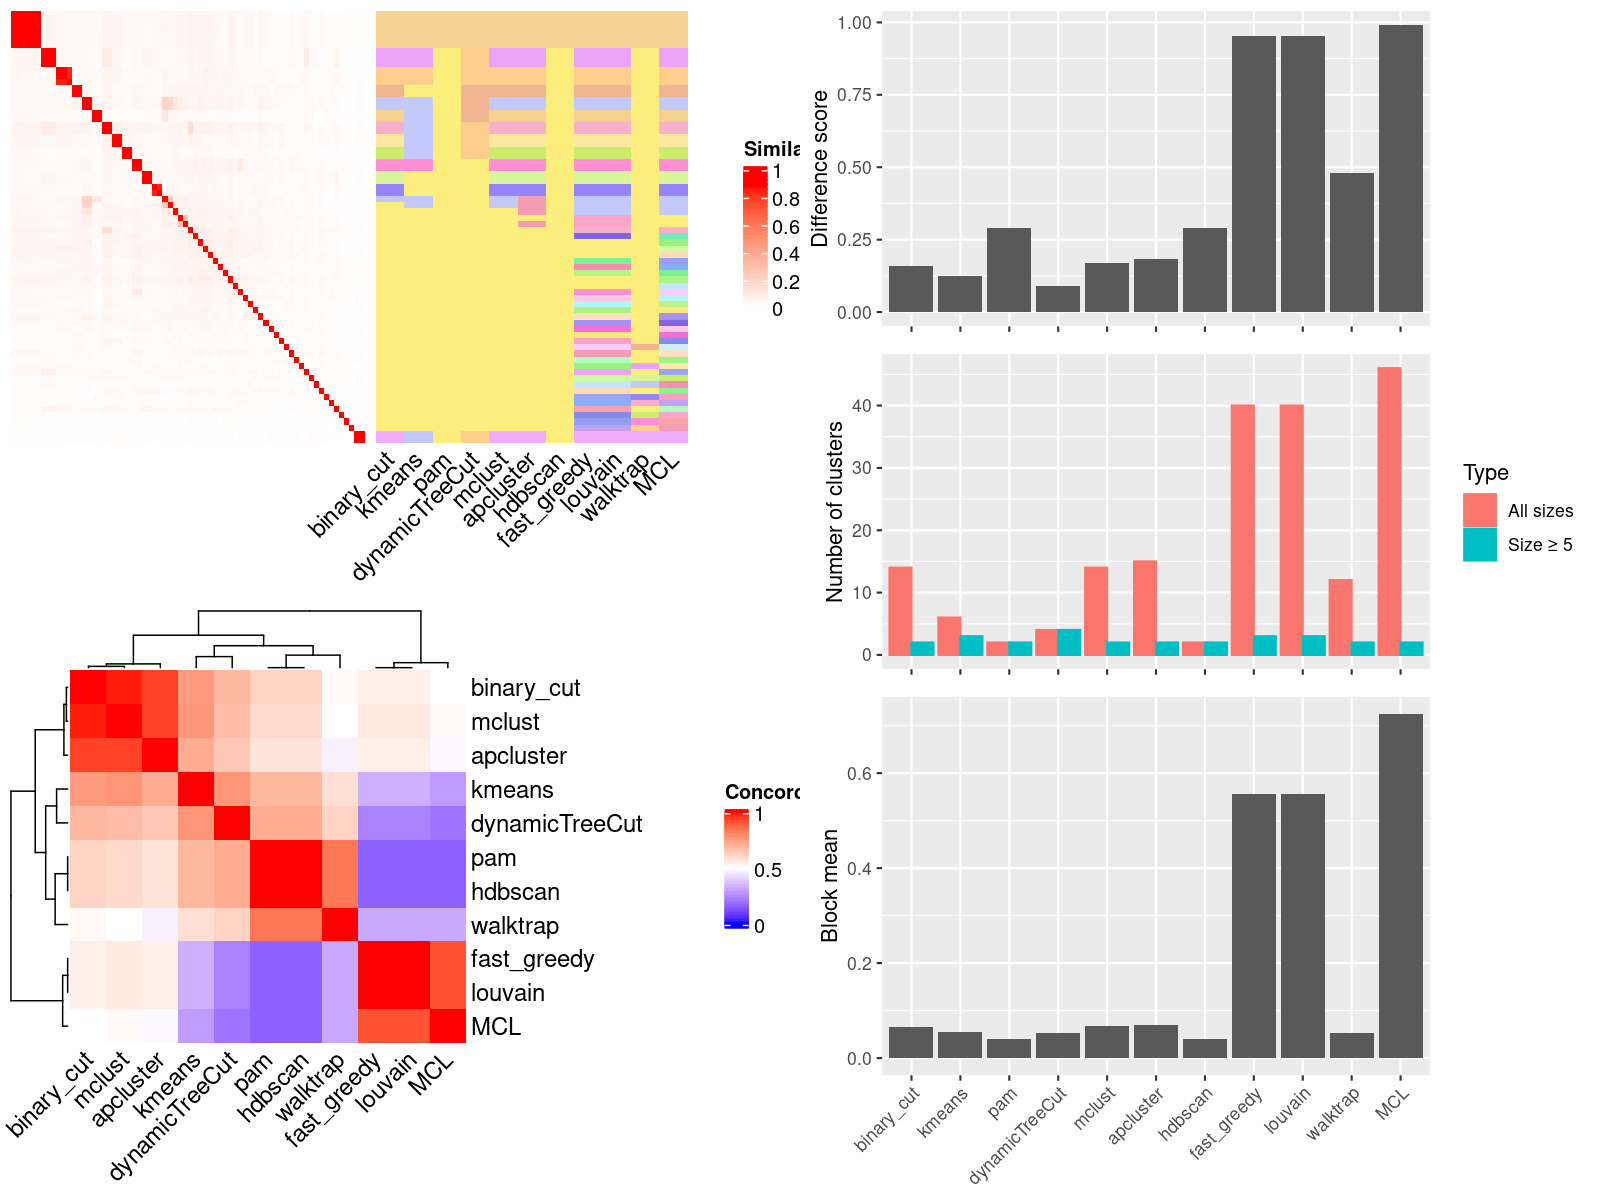 Simila
1
0.8
0.6
0.4
0.2
0
binary_cut
kmeans
pam
dynamicTreeCut
mclust
apcluster
hdbscan
fast_greedy
louvain
walktrap
MCL
binary_cut
mclust
apcluster
kmeans
dynamicTreeCut
pam
hdbscan
walktrap
fast_greedy
louvain
MCL
Concord
1
0.5
0
binary_cut
mclust
apcluster
kmeans
dynamicTreeCut
pam
hdbscan
walktrap
fast_greedy
louvain
MCL
Difference score
1.00
0.75
0.50
0.25
0.00
Number of clusters
40
30
20
10
0
Type
All sizes
Size ≥ 5
Block mean
0.6
0.4
0.2
0.0
binary_cut
kmeans
pam
dynamicTreeCut
mclust
apcluster
hdbscan
fast_greedy
louvain
walktrap
MCL